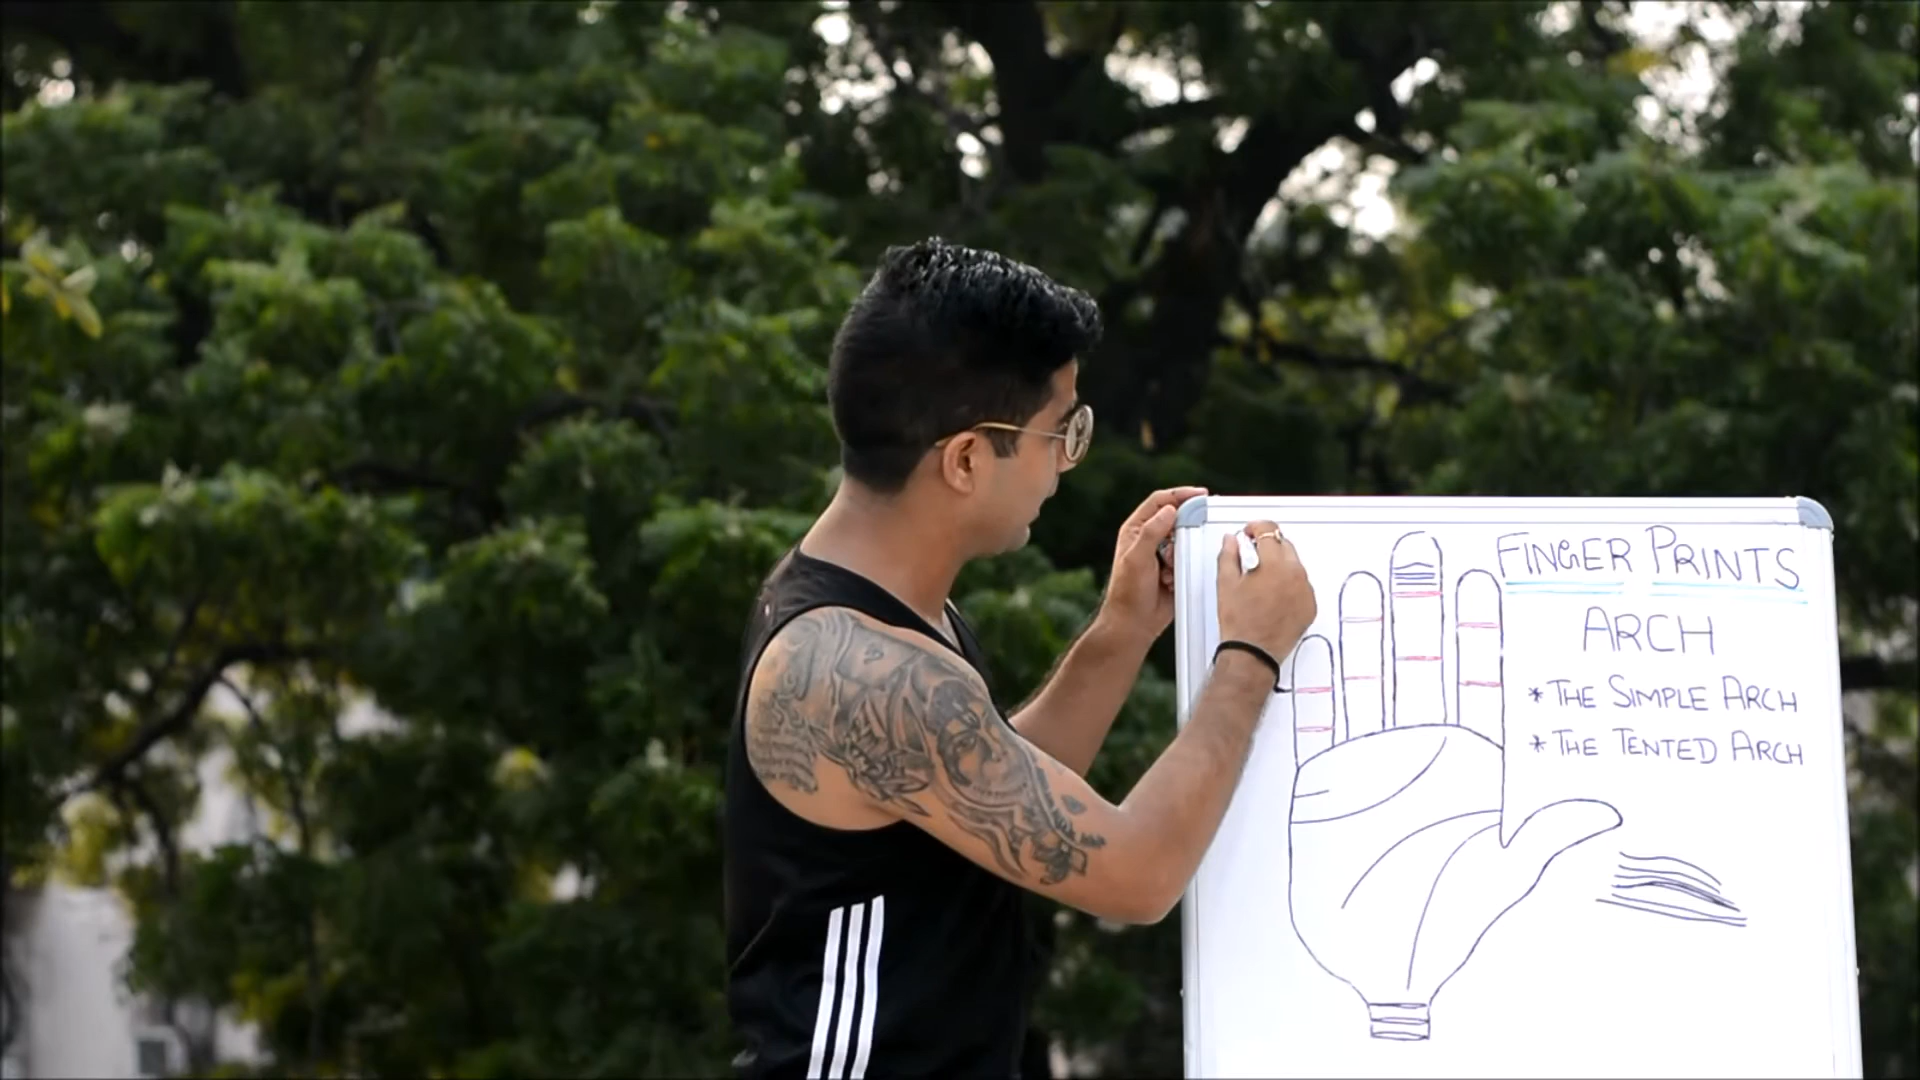 FINGER PRINTS
ARCH
* THE SIMPLE ARCH
* THE TENTED ARCH